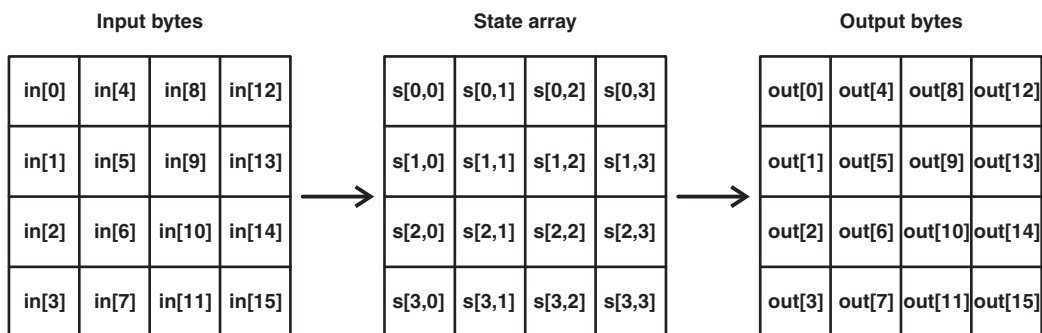 Input bytes State array Output bytes
in[0] in[4] in[8] in[12] s[0,0] s[0,1] s[0,2] s[0,3] out[0] out[4] out[8] out[12]
in[1] in[5] in[9] in[13] s[1,0] s[1,1] s[1,2] s[1,3] out[1] out[5] out[9] out[13]
in[2] in[6] in[10] in[14] s[2,0] s[2,1] s[2,2] s[2,3] out[2] out[6] out[10] out[14]
in[3] in[7] in[11] in[15] s[3,0] s[3,1] s[3,2] s[3,3] out[3] out[7] out[11] out[15]